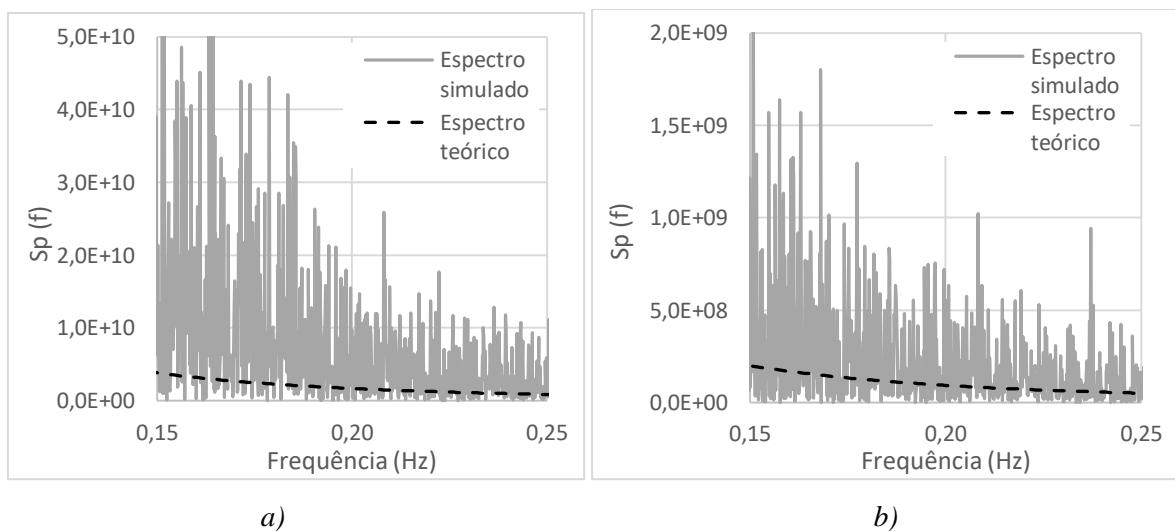 5,0E+10
4,0E+10
3,0E+10
2,0E+10
1,0E+10
0,0E+00
Sp (f)
0,15
0,20
0,25
Frequência (Hz)
Espectro
simulado
Espectro
teórico
a)
2,0E+09
1,5E+09
1,0E+09
5,0E+08
0,0E+00
Sp (f)
0,15
0,20
0,25
Frequência (Hz)
Espectro
simulado
Espectro
teórico
b)